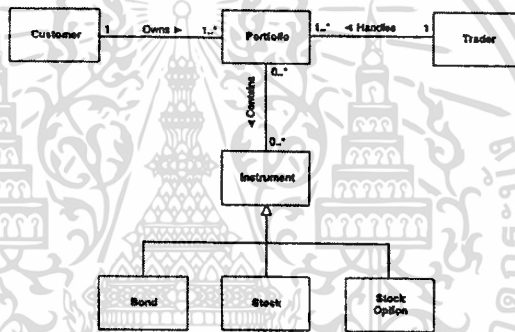 Customer
1 Owns ► 1..*
Portfolio
1..* ◄ Handles 1
Trader
0..*
◄ Contains
0..*
Instrument
Bond
Stock
Stock
Option